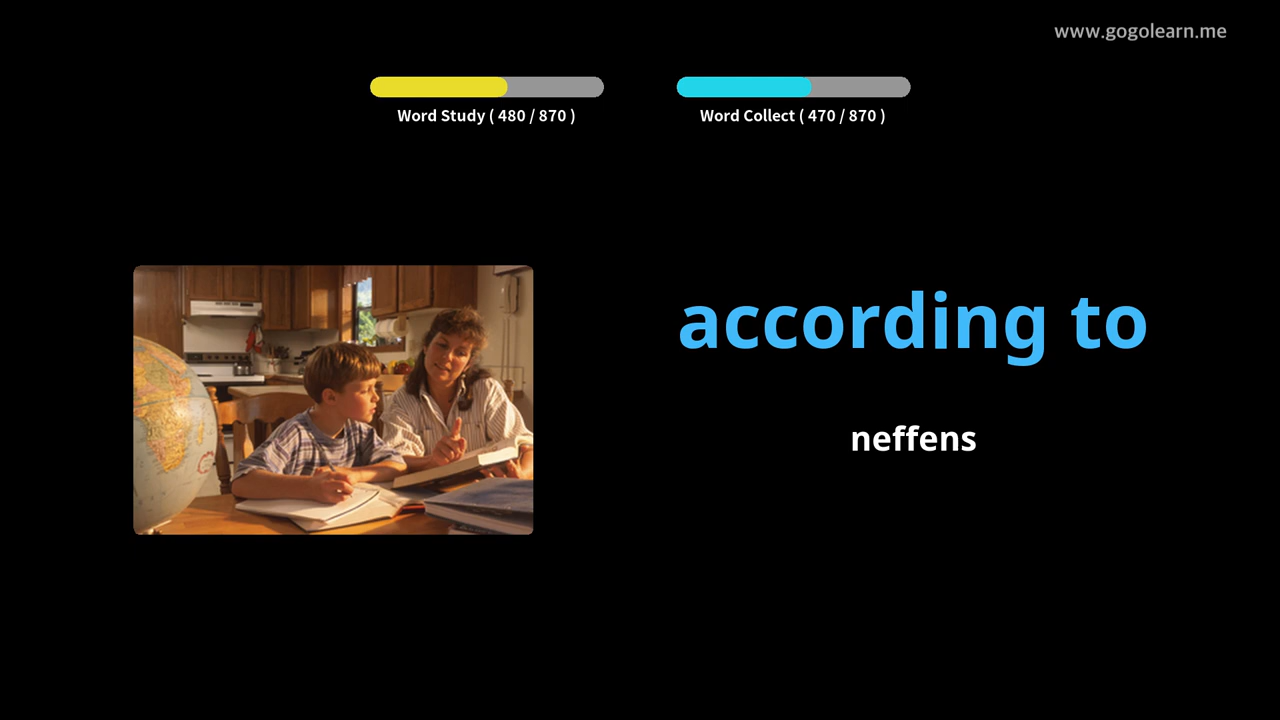 www.gogolearn.me
Word Study ( 480 / 870 )
Word Collect ( 470 / 870 )
according to
neffens